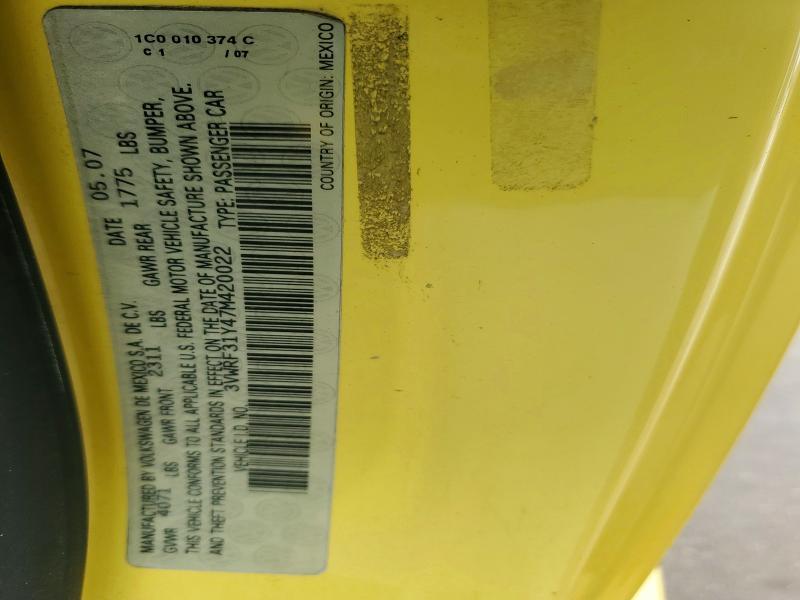 1C0 010 374 C
C 1 / 07
MANUFACTURED BY VOLKSWAGEN DE MEXICO S.A. DE C.V. DATE 05.07
GVWR 4071 LBS GAWR FRONT 2311 LBS GAWR REAR 1775 LBS
THIS VEHICLE CONFORMS TO ALL APPLICABLE U.S. FEDERAL MOTOR VEHICLE SAFETY, BUMPER,
AND THEFT PREVENTION STANDARDS IN EFFECT ON THE DATE OF MANUFACTURE SHOWN ABOVE.
VEHICLE I.D. NO. 3VWRF31Y47M420022 TYPE: PASSENGER CAR
COUNTRY OF ORIGIN: MEXICO